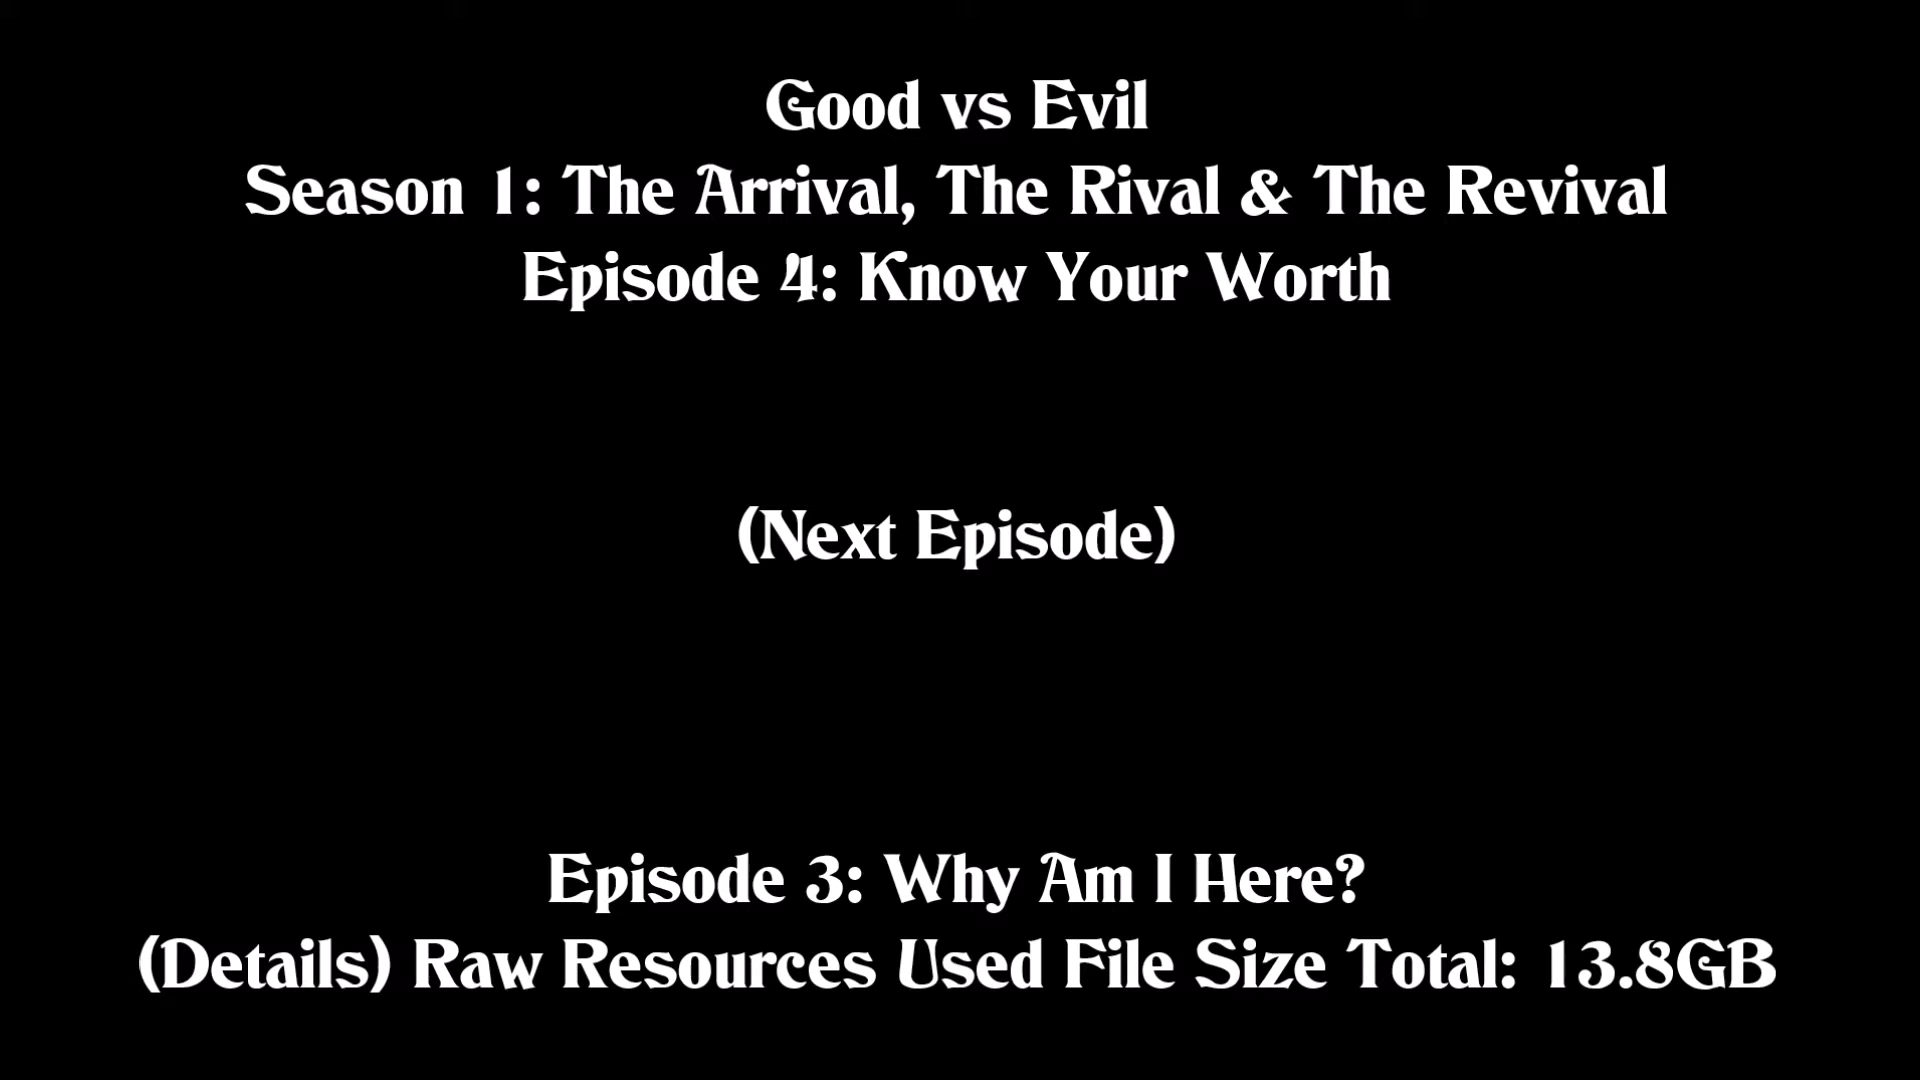 Good vs Evil
Season 1: The Arrival, The Rival & The Revival
Episode 4: Know Your Worth
(Next Episode)
Episode 3: Why Am I Here?
(Details) Raw Resources Used File Size Total: 13.8GB